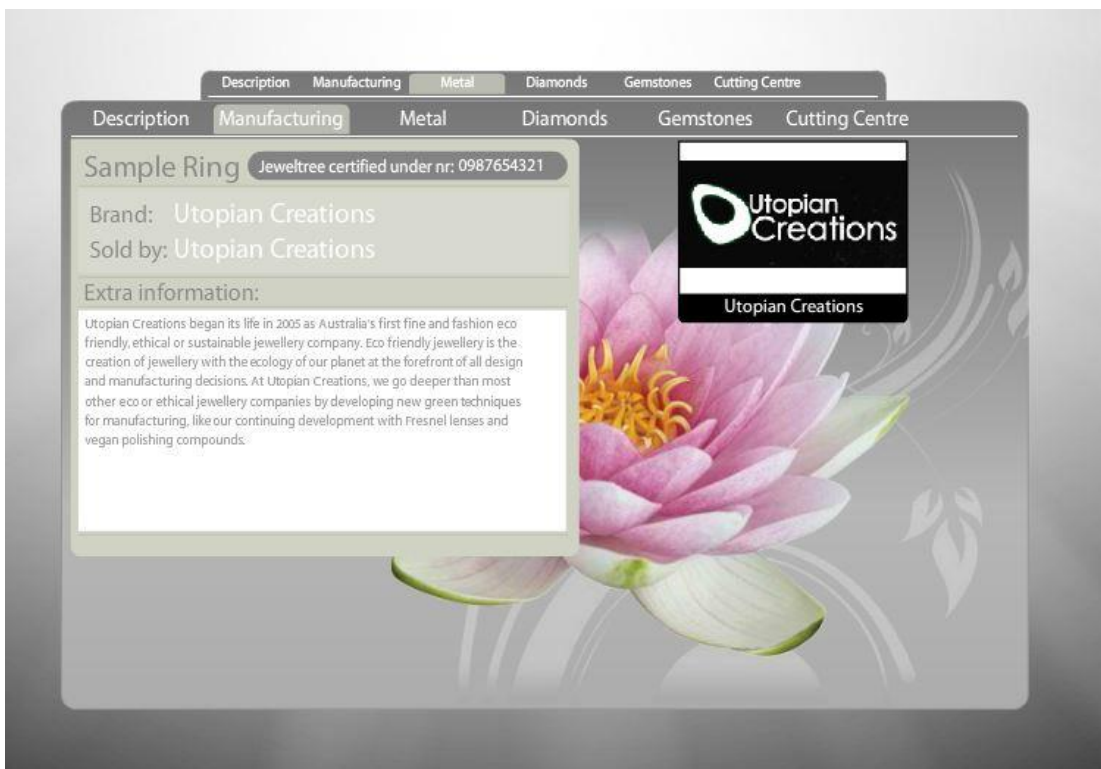 Description Manufacturing Metal Diamonds Gemstones Cutting Centre
Description Manufacturing Metal Diamonds Gemstones Cutting Centre
Sample Ring Jeweltree certified under nr: 0987654321
Brand: Utopian Creations
Sold by: Utopian Creations
Extra information:
Utopian Creations began its life in 2005 as Australia's first fine and fashion eco
friendly, ethical or sustainable jewellery company. Eco friendly jewellery is the
creation of jewellery with the ecology of our planet at the forefront of all design
and manufacturing decisions. At Utopian Creations, we go deeper than most
other eco or ethical jewellery companies by developing new green techniques
for manufacturing, like our continuing development with Fresnel lenses and
vegan polishing compounds.
Utopian
Creations
Utopian Creations